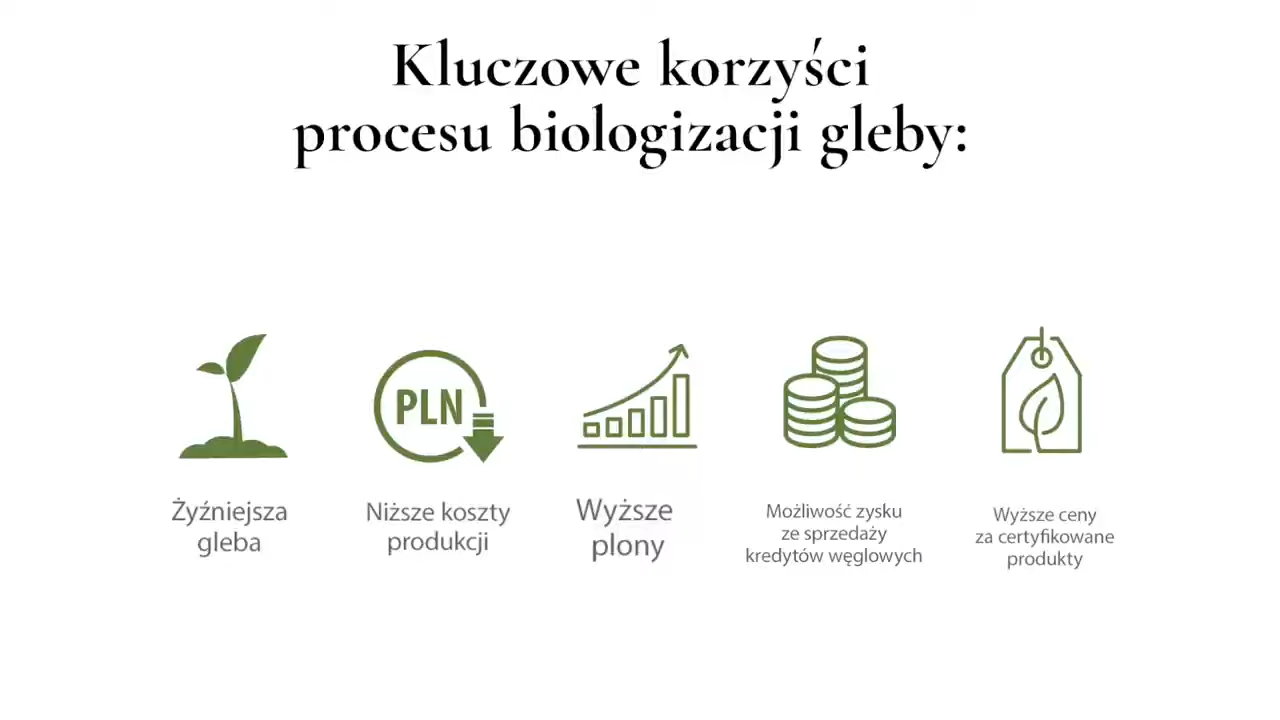 Kluczowe korzyści
procesu biologizacji gleby:
PLN
Żyźniejsza
gleba
Niższe koszty
produkcji
Wyższe
plony
Możliwość zysku
ze sprzedaży
kredytów węglowych
Wyższe ceny
za certyfikowane
produkty